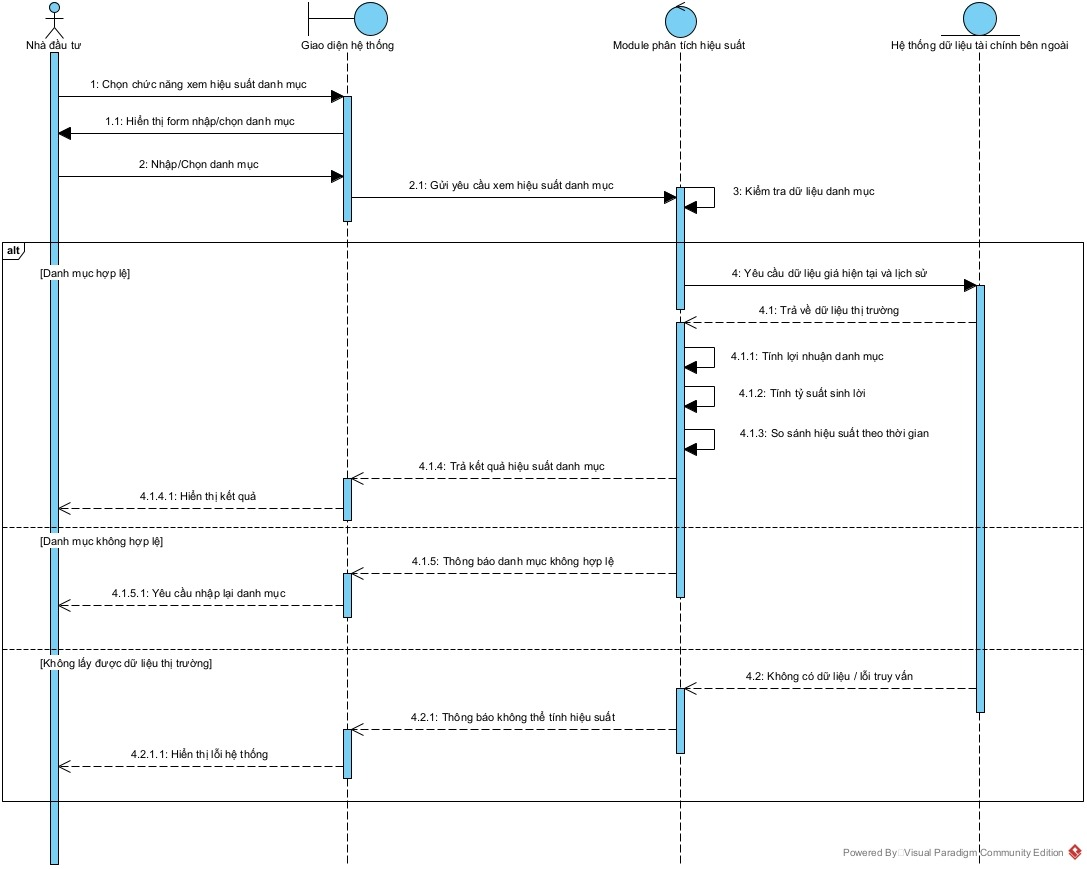 Nhà đầu tư
Giao diện hệ thống
Module phân tích hiệu suất
Hệ thống dữ liệu tài chính bên ngoài
1: Chọn chức năng xem hiệu suất danh mục
1.1: Hiển thị form nhập/chọn danh mục
2: Nhập/Chọn danh mục
2.1: Gửi yêu cầu xem hiệu suất danh mục
3: Kiểm tra dữ liệu danh mục
alt
[Danh mục hợp lệ]
4: Yêu cầu dữ liệu giá hiện tại và lịch sử
4.1: Trả về dữ liệu thị trường
4.1.1: Tính lợi nhuận danh mục
4.1.2: Tính tỷ suất sinh lời
4.1.3: So sánh hiệu suất theo thời gian
4.1.4: Trả kết quả hiệu suất danh mục
4.1.4.1: Hiển thị kết quả
[Danh mục không hợp lệ]
4.1.5: Thông báo danh mục không hợp lệ
4.1.5.1: Yêu cầu nhập lại danh mục
[Không lấy được dữ liệu thị trường]
4.2: Không có dữ liệu / lỗi truy vấn
4.2.1: Thông báo không thể tính hiệu suất
4.2.1.1: Hiển thị lỗi hệ thống
Powered By Visual Paradigm Community Edition